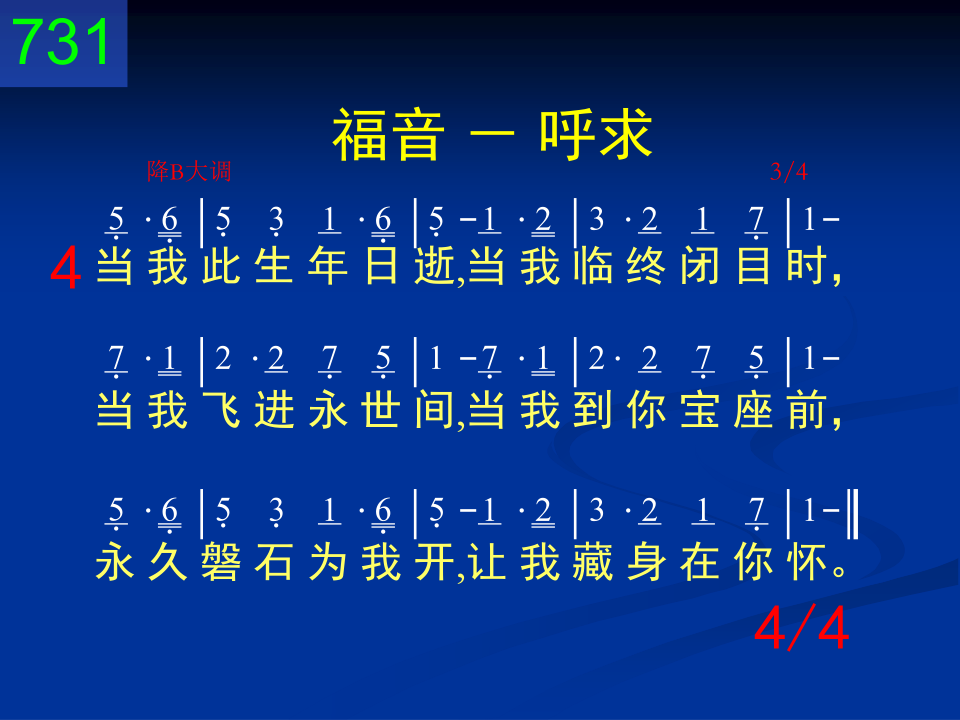 731
福音 － 呼求
降B大调 3/4
5 · 6 | 5 3 1 · 6 | 5 － 1 · 2 | 3 · 2 1 7 | 1 －
4 当我此生年日逝,当我临终闭目时，
7 · 1 | 2 · 2 7 5 | 1 － 7 · 1 | 2 · 2 7 5 | 1 －
当我飞进永世间,当我到你宝座前，
5 · 6 | 5 3 1 · 6 | 5 － 1 · 2 | 3 · 2 1 7 | 1 － ‖
永久磐石为我开,让我藏身在你怀。
4/4